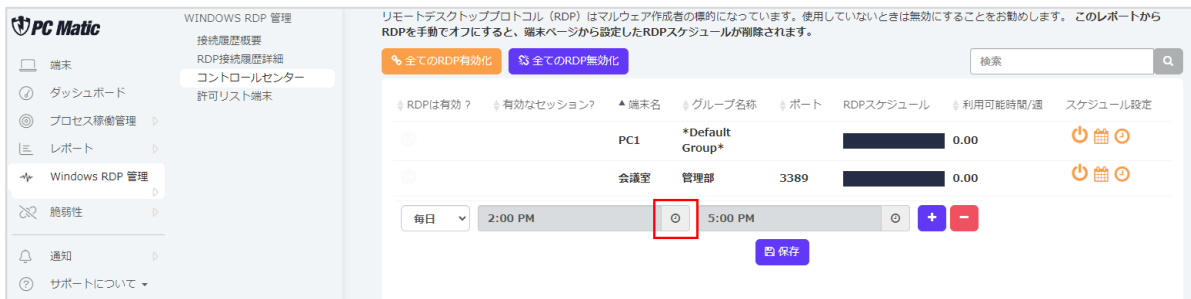 PC Matic
端末
ダッシュボード
プロセス稼働管理
レポート
Windows RDP 管理
脆弱性
通知
サポートについて
WINDOWS RDP 管理
接続履歴概要
RDP接続履歴詳細
コントロールセンター
許可リスト端末
リモートデスクトッププロトコル（RDP）はマルウェア作成者の標的になっています。使用していないときは無効にすることをお勧めします。 このレポートから
RDPを手動でオフにすると、端末ページから設定したRDPスケジュールが削除されます。
全てのRDP有効化 全てのRDP無効化 検索
RDPは有効？ 有効なセッション? 端末名 グループ名称 ポート RDPスケジュール 利用可能時間/週 スケジュール設定
PC1 *Default Group* 0.00
会議室 管理部 3389 0.00
毎日 2:00 PM 5:00 PM + −
保存